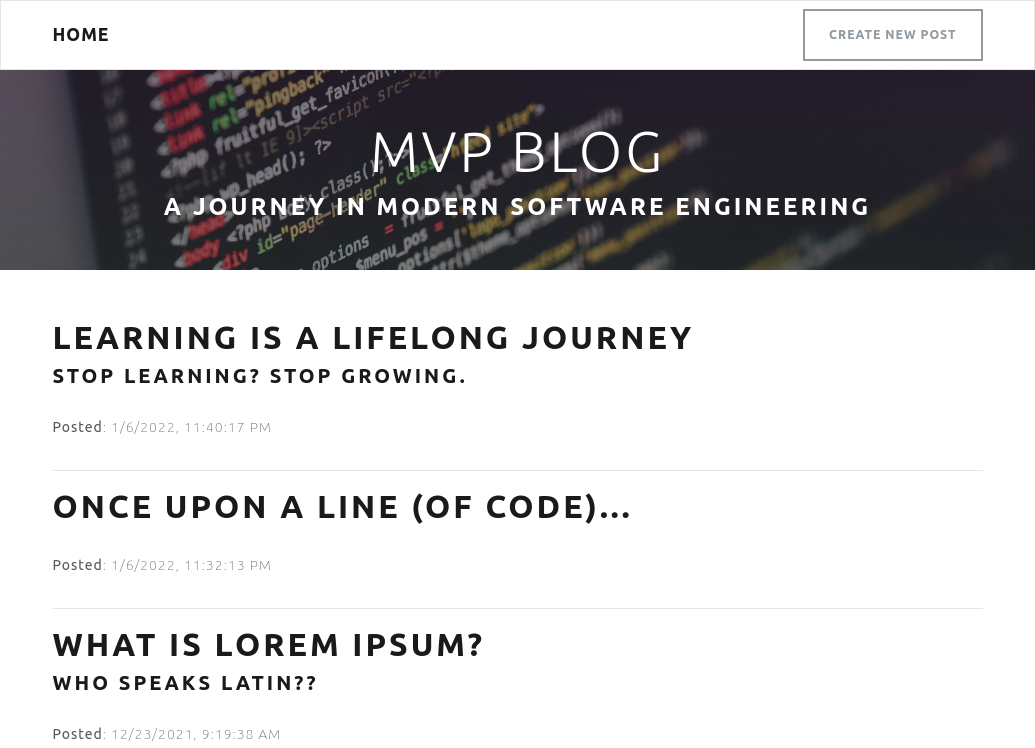 HOME
CREATE NEW POST
MVP BLOG
A JOURNEY IN MODERN SOFTWARE ENGINEERING
LEARNING IS A LIFELONG JOURNEY
STOP LEARNING? STOP GROWING.
Posted: 1/6/2022, 11:40:17 PM
ONCE UPON A LINE (OF CODE)...
Posted: 1/6/2022, 11:32:13 PM
WHAT IS LOREM IPSUM?
WHO SPEAKS LATIN??
Posted: 12/23/2021, 9:19:38 AM